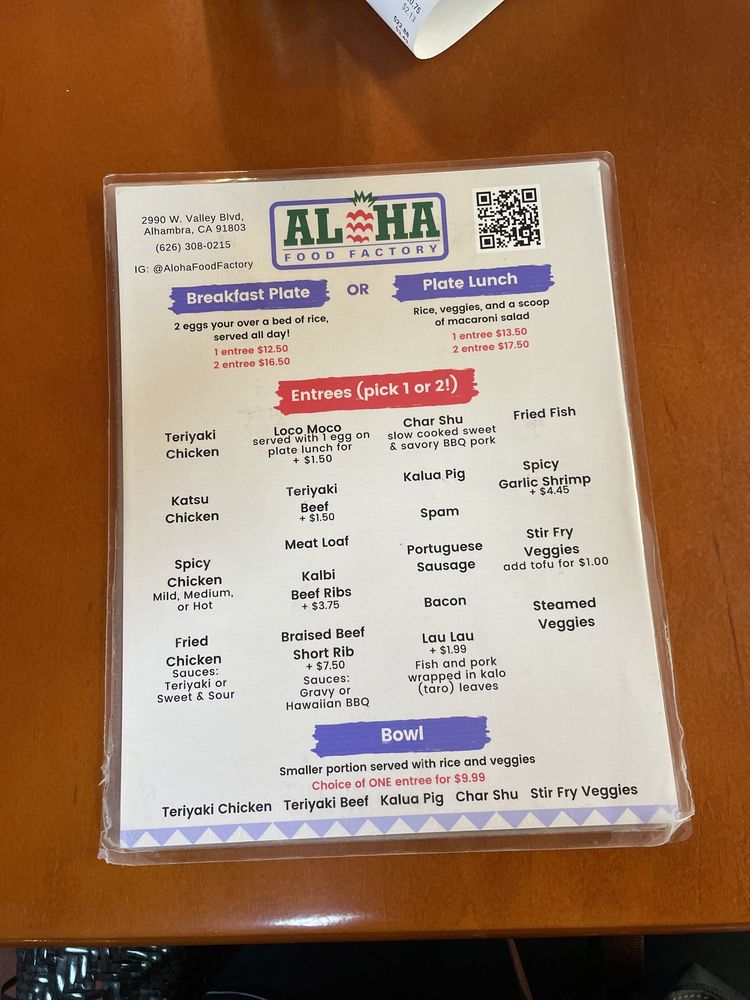 2990 W. Valley Blvd,
Alhambra, CA 91803
(626) 308-0215
IG: @AlohaFoodFactory
ALOHA
FOOD FACTORY
Breakfast Plate
OR
Plate Lunch
2 eggs your over a bed of rice,
served all day!
1 entree $12.50
2 entree $16.50
Rice, veggies, and a scoop
of macaroni salad
1 entree $13.50
2 entree $17.50
Entrees (pick 1 or 2!)
Teriyaki
Chicken
Katsu
Chicken
Spicy
Chicken
Mild, Medium,
or Hot
Fried
Chicken
Sauces:
Teriyaki or
Sweet & Sour
Loco Moco
served with 1 egg on
plate lunch for
+ $1.50
Teriyaki
Beef
+ $1.50
Meat Loaf
Kalbi
Beef Ribs
+ $3.75
Braised Beef
Short Rib
+ $7.50
Sauces:
Gravy or
Hawaiian BBQ
Char Shu
slow cooked sweet
& savory BBQ pork
Kalua Pig
Spam
Portuguese
Sausage
Bacon
Lau Lau
+ $1.99
Fish and pork
wrapped in kalo
(taro) leaves
Fried Fish
Spicy
Garlic Shrimp
+ $4.45
Stir Fry
Veggies
add tofu for $1.00
Steamed
Veggies
Bowl
Smaller portion served with rice and veggies
Choice of ONE entree for $9.99
Teriyaki Chicken Teriyaki Beef Kalua Pig Char Shu Stir Fry Veggies